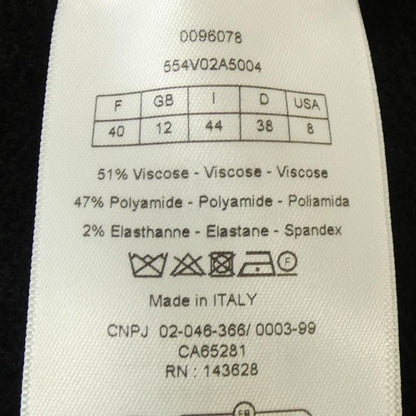 0096078
554V02A5004
F GB I D USA
40 12 44 38 8
51% Viscose - Viscose - Viscose
47% Polyamide - Polyamide - Poliamida
2% Elasthanne - Elastane - Spandex
F
Made in ITALY
CNPJ 02-046-366/ 0003-99
CA65281
RN : 143628
FR